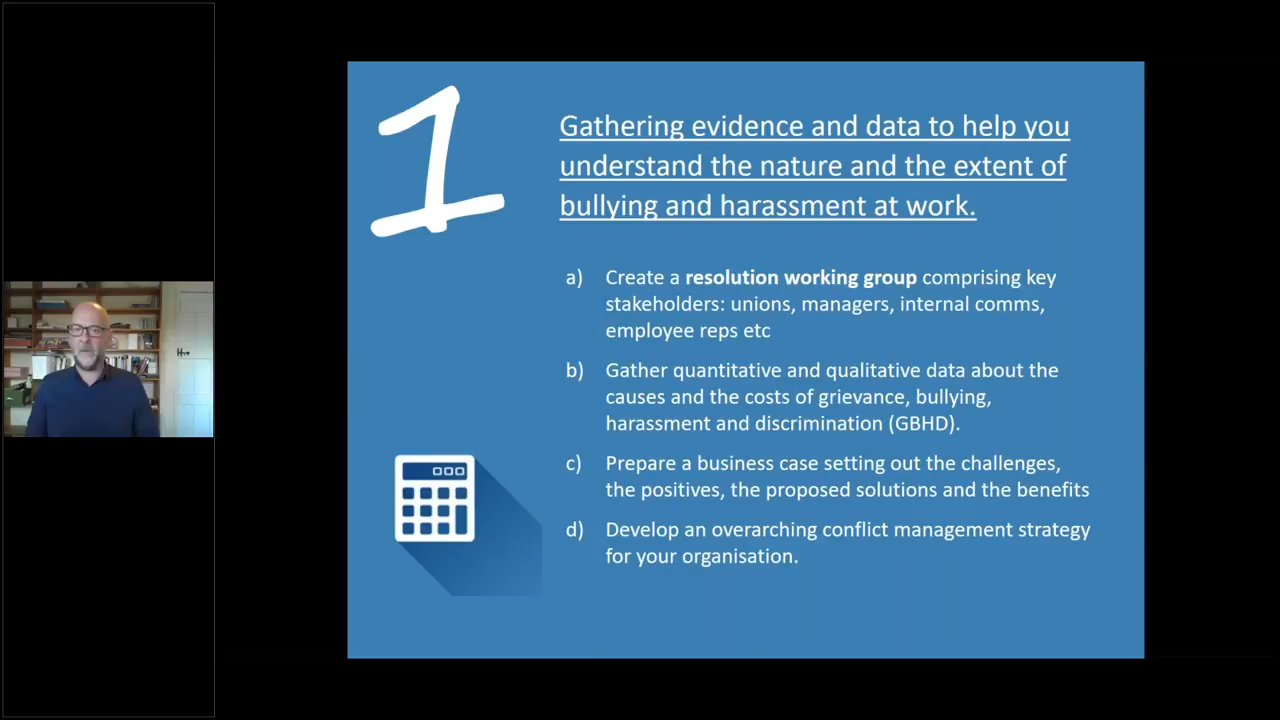 1
Gathering evidence and data to help you
understand the nature and the extent of
bullying and harassment at work.
a) Create a resolution working group comprising key
stakeholders: unions, managers, internal comms,
employee reps etc
b) Gather quantitative and qualitative data about the
causes and the costs of grievance, bullying,
harassment and discrimination (GBHD).
c) Prepare a business case setting out the challenges,
the positives, the proposed solutions and the benefits
d) Develop an overarching conflict management strategy
for your organisation.